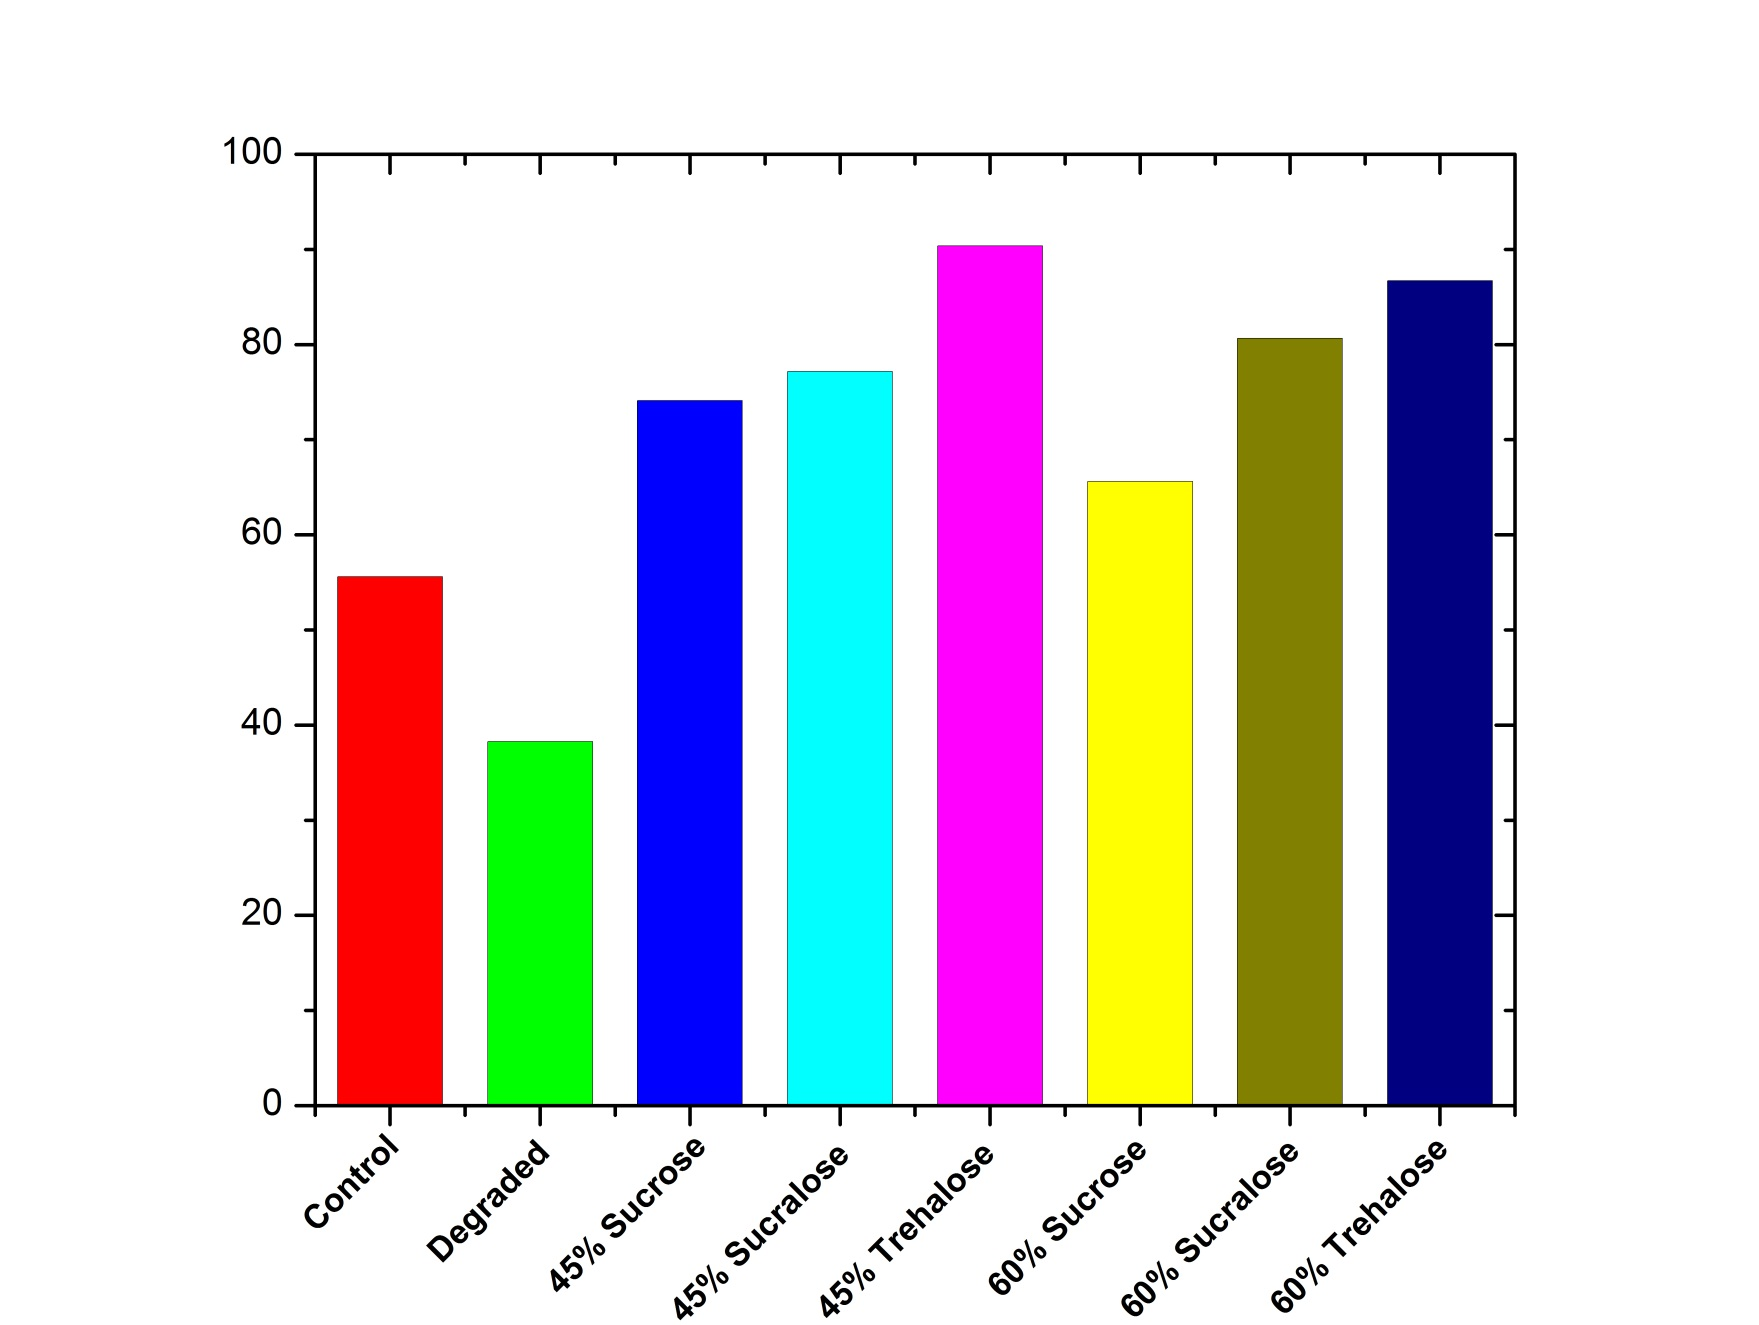 100
80
60
40
20
0
Control
Degraded
45% Sucrose
45% Sucralose
45% Trehalose
60% Sucrose
60% Sucralose
60% Trehalose